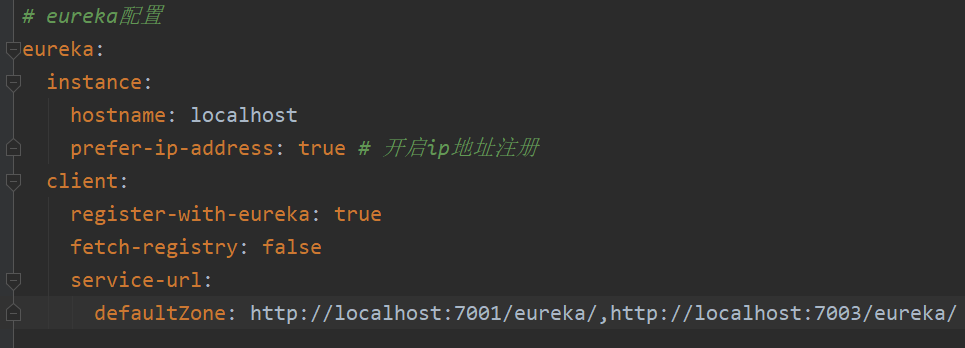 # eureka配置
eureka:
  instance:
    hostname: localhost
    prefer-ip-address: true # 开启ip地址注册
  client:
    register-with-eureka: true
    fetch-registry: false
    service-url:
      defaultZone: http://localhost:7001/eureka/,http://localhost:7003/eureka/